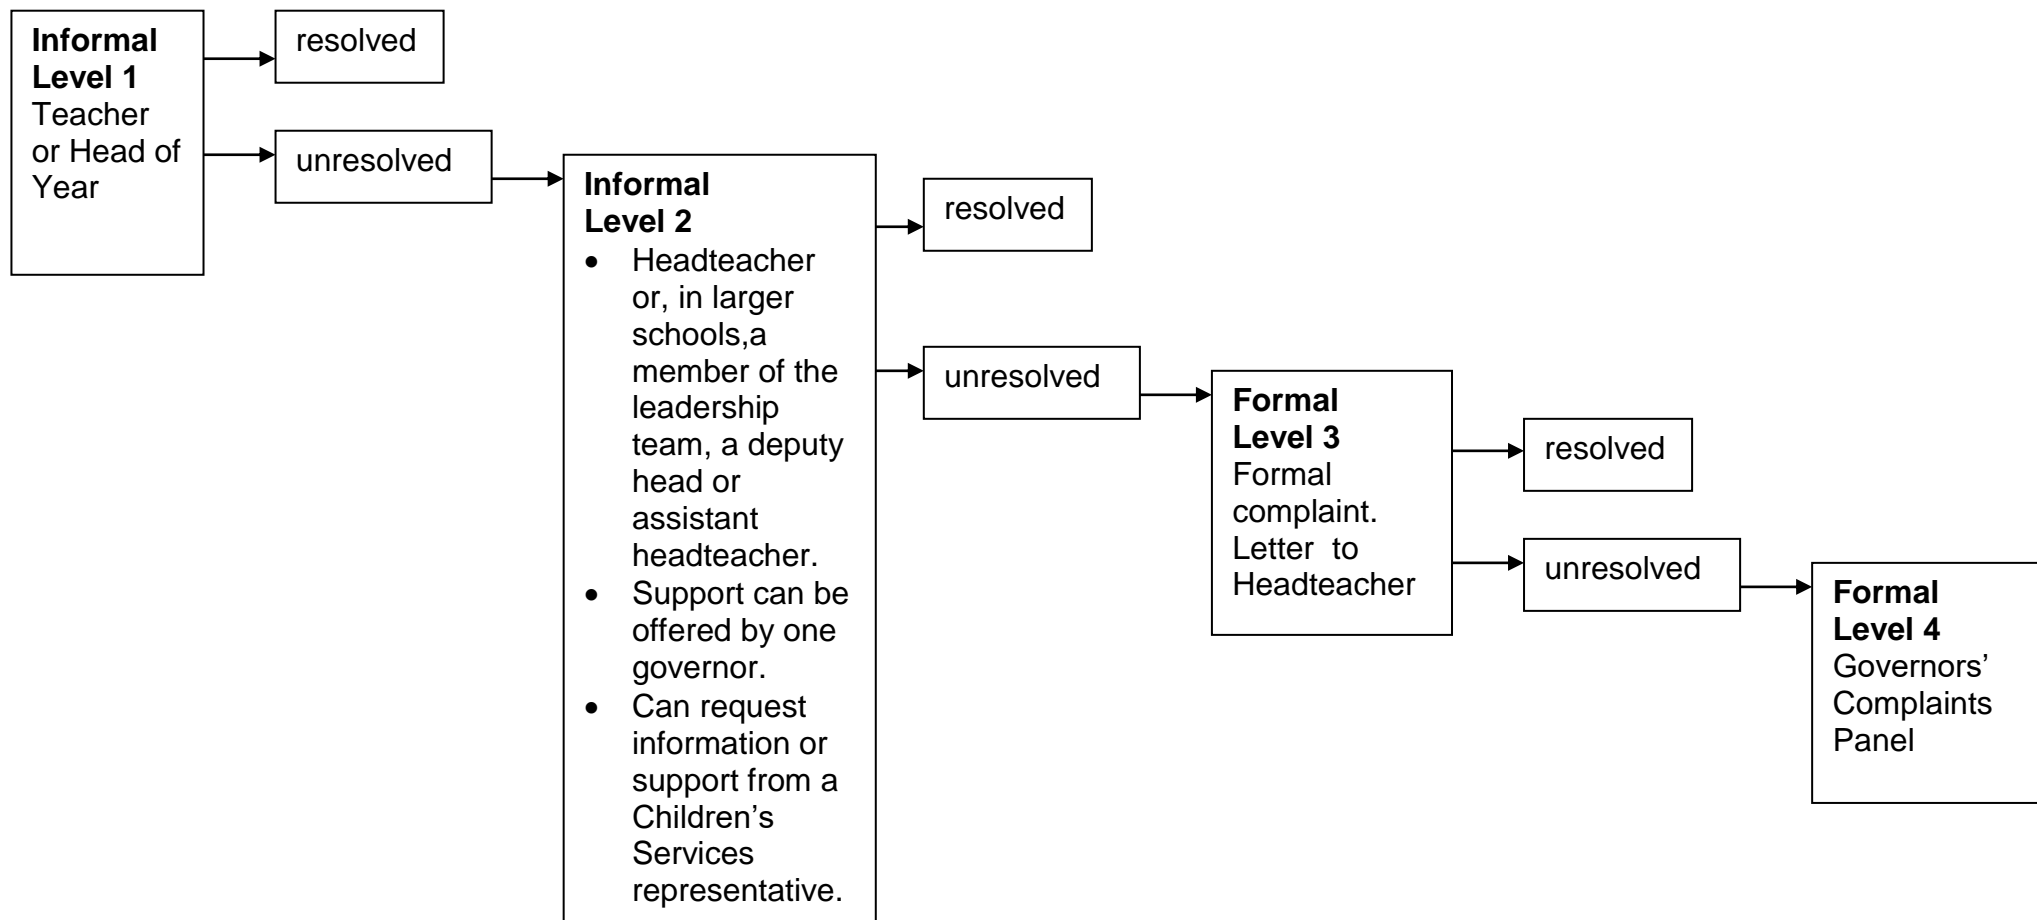 Informal
Level 1
Teacher
or Head of
Year
resolved
unresolved
Informal
Level 2
• Headteacher
or, in larger
schools,a
member of the
leadership
team, a deputy
head or
assistant
headteacher.
• Support can be
offered by one
governor.
• Can request
information or
support from a
Children’s
Services
representative.
resolved
unresolved
Formal
Level 3
Formal
complaint.
Letter to
Headteacher
resolved
unresolved
Formal
Level 4
Governors’
Complaints
Panel